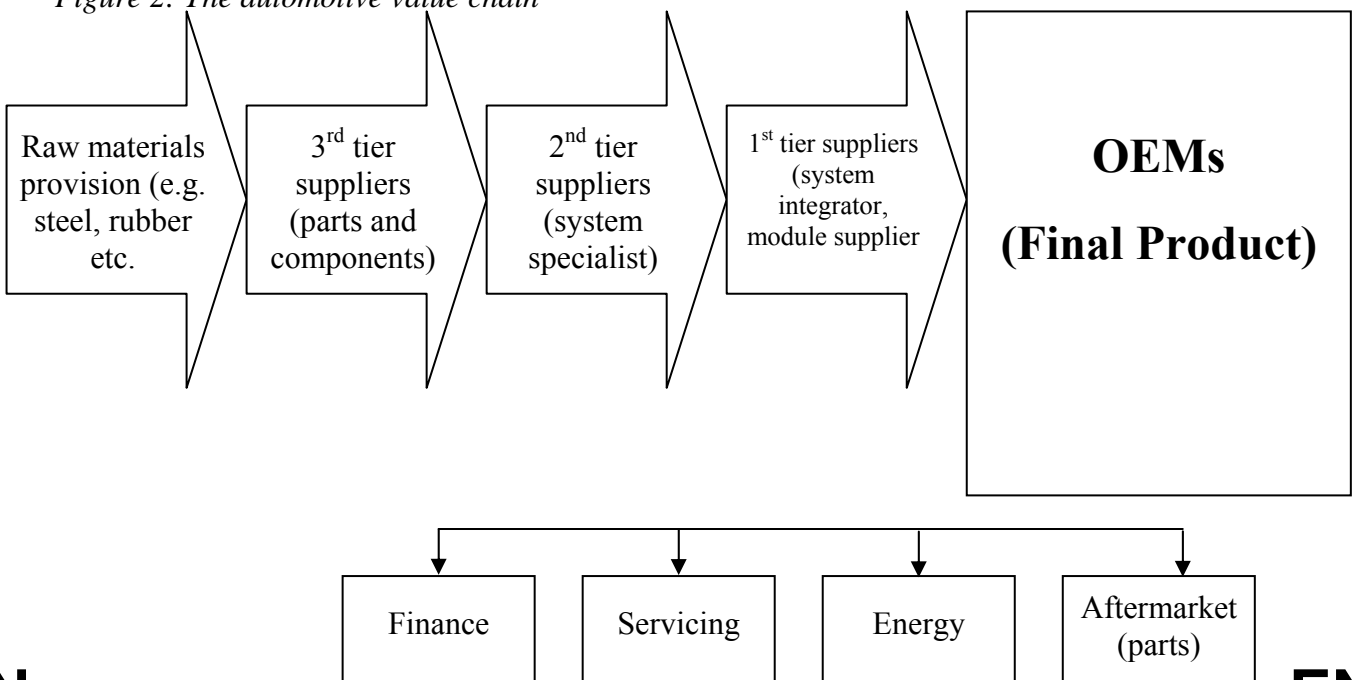 Figure 2: The automotive value chain
Raw materials
provision (e.g.
steel, rubber
etc.
3rd tier
suppliers
(parts and
components)
2nd tier
suppliers
(system
specialist)
1st tier suppliers
(system
integrator,
module supplier
OEMs
(Final Product)
Finance
Servicing
Energy
Aftermarket
(parts)
N
EN